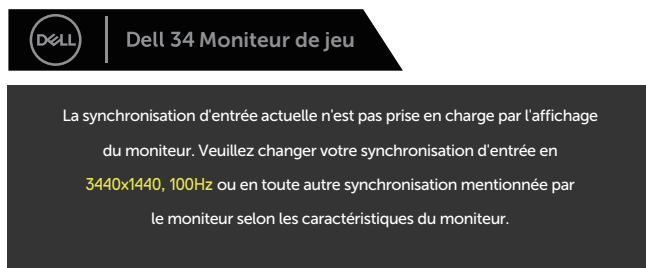 DELL
Dell 34 Moniteur de jeu
La synchronisation d'entrée actuelle n'est pas prise en charge par l'affichage
du moniteur. Veuillez changer votre synchronisation d'entrée en
3440x1440, 100Hz ou en toute autre synchronisation mentionnée par
le moniteur selon les caractéristiques du moniteur.